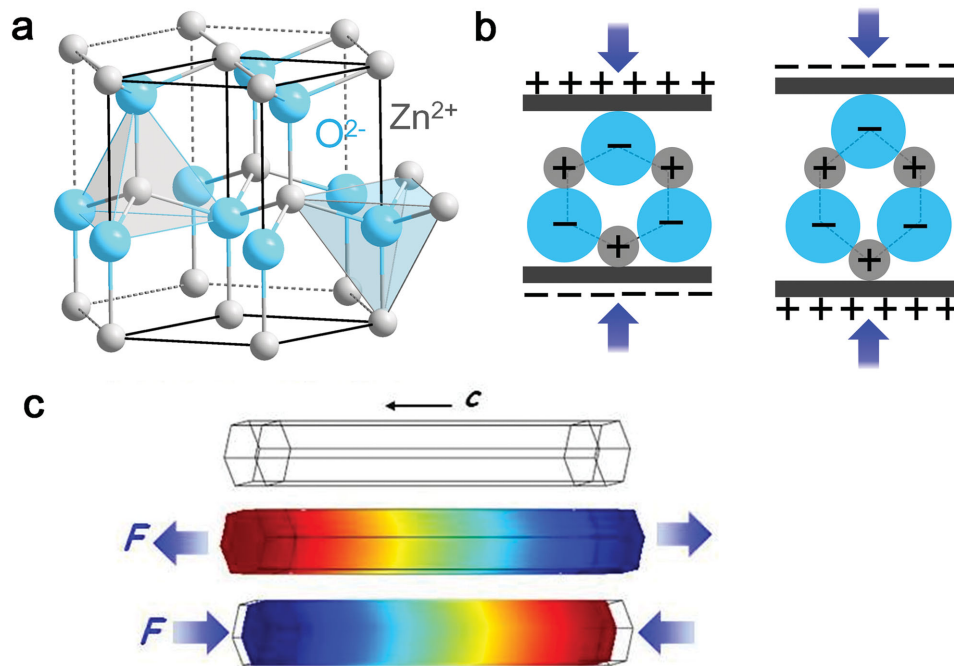 a
b
Zn2+
O2-
+ + + + + +
− − − − − −
−
+ +
− −
+
− − − − − −
−
+ +
− −
+
+ + + + + +
c
c
F
F